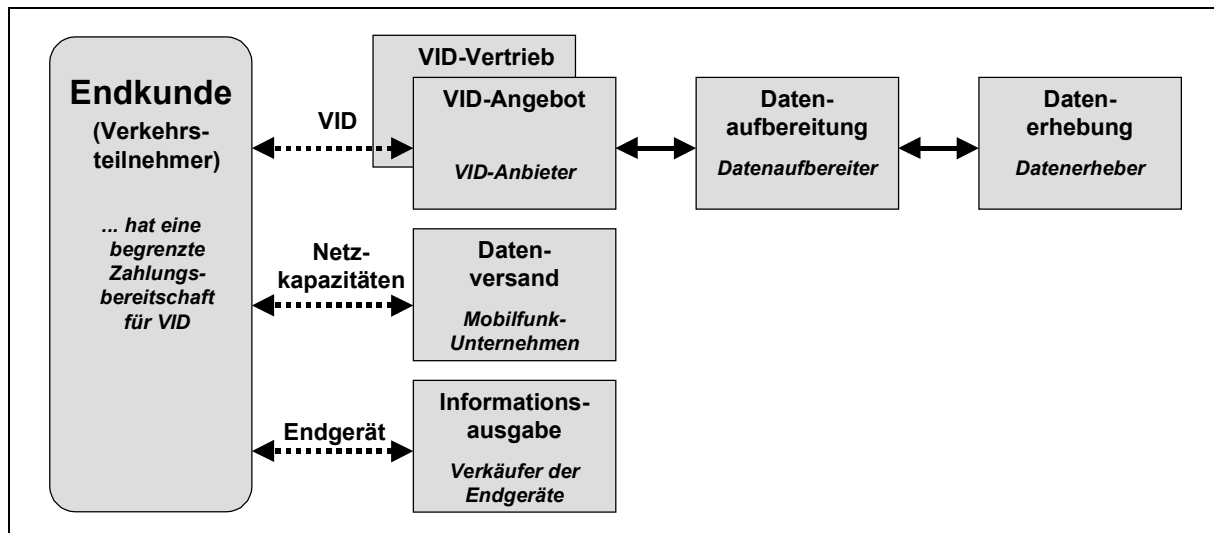 Endkunde
(Verkehrs-
teilnehmer)
... hat eine
begrenzte
Zahlungs-
bereitschaft
für VID
VID
VID-Vertrieb
VID-Angebot
VID-Anbieter
Daten-
aufbereitung
Datenaufbereiter
Daten-
erhebung
Datenerheber
Netz-
kapazitäten
Daten-
versand
Mobilfunk-
Unternehmen
Endgerät
Informations-
ausgabe
Verkäufer der
Endgeräte